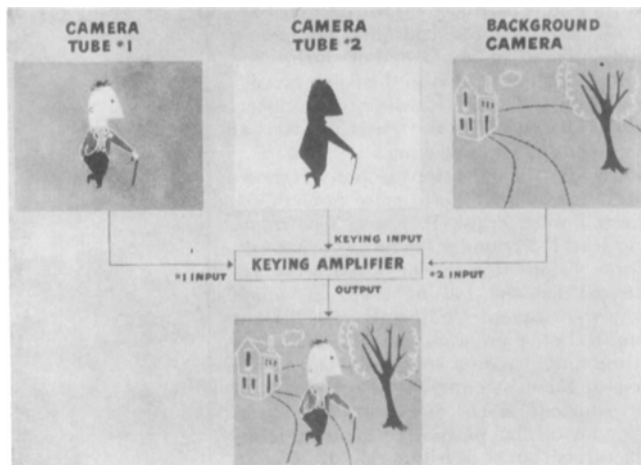 CAMERA
TUBE #1
CAMERA
TUBE #2
BACKGROUND
CAMERA
KEYING INPUT
KEYING AMPLIFIER
#1 INPUT
#2 INPUT
OUTPUT